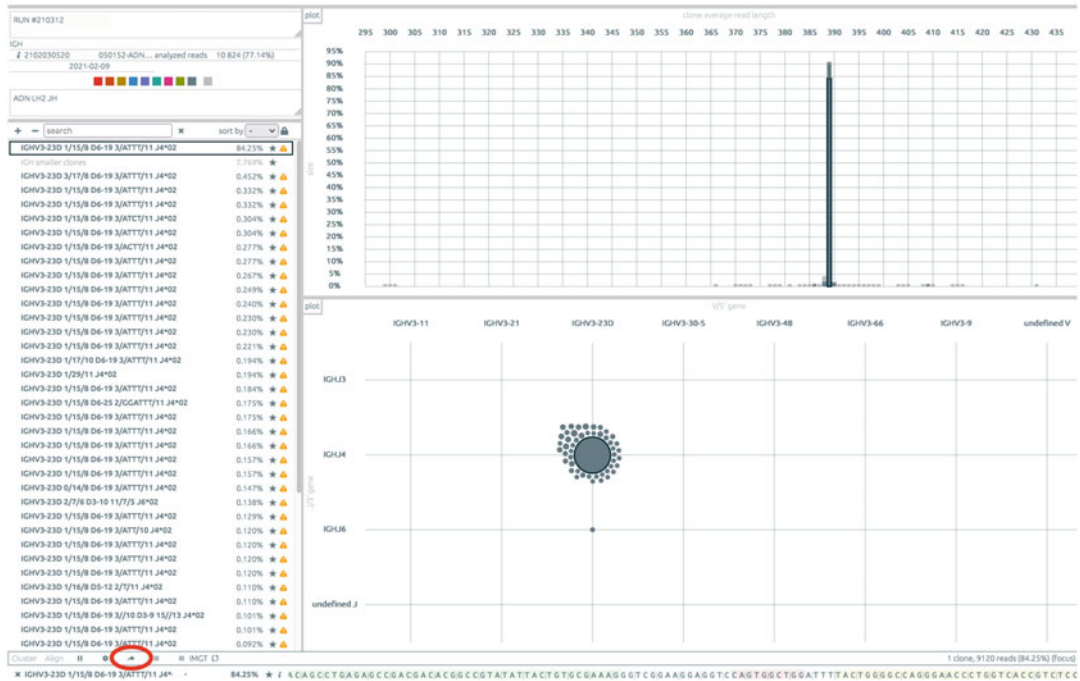 RUN #210312
IGH
i 2102030520 050152-ADN... analyzed reads 10 824 (77.14%)
2021-02-09
ADN LH2 JH
+ − search × sort by -
IGHV3-23D 1/15/8 D6-19 3/ATTT/11 J4*02 84.25%
IGH smaller clones 7.769%
IGHV3-23D 3/17/8 D6-19 3/ATTT/11 J4*02 0.452%
IGHV3-23D 1/15/8 D6-19 3/ATTT/11 J4*02 0.332%
IGHV3-23D 1/15/8 D6-19 3/ATTT/11 J4*02 0.332%
IGHV3-23D 1/15/8 D6-19 3/ATCT/11 J4*02 0.304%
IGHV3-23D 1/15/8 D6-19 3/ATTT/11 J4*02 0.304%
IGHV3-23D 1/15/8 D6-19 3/ACTT/11 J4*02 0.277%
IGHV3-23D 1/15/8 D6-19 3/ATTT/11 J4*02 0.277%
IGHV3-23D 1/15/8 D6-19 3/ATTT/11 J4*02 0.267%
IGHV3-23D 1/15/8 D6-19 3/ATTT/11 J4*02 0.249%
IGHV3-23D 1/15/8 D6-19 3/ATTT/11 J4*02 0.240%
IGHV3-23D 1/15/8 D6-19 3/ATTT/11 J4*02 0.230%
IGHV3-23D 1/15/8 D6-19 3/ATTT/11 J4*02 0.230%
IGHV3-23D 1/15/8 D6-19 3/ATTT/11 J4*02 0.221%
IGHV3-23D 1/17/10 D6-19 3/ATTT/11 J4*02 0.194%
IGHV3-23D 1/29/11 J4*02 0.194%
IGHV3-23D 1/15/8 D6-19 3/ATTT/11 J4*02 0.184%
IGHV3-23D 1/15/8 D6-25 2/GGATTT/11 J4*02 0.175%
IGHV3-23D 1/15/8 D6-19 3/ATTT/11 J4*02 0.175%
IGHV3-23D 1/15/8 D6-19 3/ATTT/11 J4*02 0.166%
IGHV3-23D 1/15/8 D6-19 3/ATTT/11 J4*02 0.166%
IGHV3-23D 1/15/8 D6-19 3/ATTT/11 J4*02 0.157%
IGHV3-23D 1/15/8 D6-19 3/ATTT/11 J4*02 0.157%
IGHV3-23D 0/14/8 D6-19 3/ATTT/11 J4*02 0.147%
IGHV3-23D 2/7/6 D3-10 11/7/5 J6*02 0.138%
IGHV3-23D 1/15/8 D6-19 3/ATTT/11 J4*02 0.129%
IGHV3-23D 1/15/8 D6-19 3/ATT/10 J4*02 0.120%
IGHV3-23D 1/15/8 D6-19 3/ATTT/11 J4*02 0.120%
IGHV3-23D 1/15/8 D6-19 3/ATTT/11 J4*02 0.120%
IGHV3-23D 1/15/8 D6-19 3/ATTT/11 J4*02 0.120%
IGHV3-23D 1/16/8 D5-12 2/T/11 J4*02 0.110%
IGHV3-23D 1/15/8 D6-19 3/ATTT/11 J4*02 0.110%
IGHV3-23D 1/15/8 D6-19 3//10 D3-9 15//13 J4*02 0.101%
IGHV3-23D 1/15/8 D6-19 3/ATTT/11 J4*02 0.101%
IGHV3-23D 1/15/8 D6-19 3/ATTT/11 J4*02 0.092%
plot
clone average read length
295 300 305 310 315 320 325 330 335 340 345 350 355 360 365 370 375 380 385 390 395 400 405 410 415 420 425 430 435
95%
90%
85%
80%
75%
70%
65%
60%
55%
50%
45%
40%
35%
30%
25%
20%
15%
10%
5%
0%
size
plot
V/5' gene
IGHV3-11 IGHV3-21 IGHV3-23D IGHV3-30-5 IGHV3-48 IGHV3-66 IGHV3-9 undefined V
IGHJ3
IGHJ4
J/3' gene
IGHJ6
undefined J
Cluster Align IMGT
1 clone, 9120 reads (84.25%) (focus)
× IGHV3-23D 1/15/8 D6-19 3/ATTT/11 J4* 84.25% i ACAGCCTGAGAGCCGACGACACGGCCGTATATTACTGTGCGAAAGGGTCGGAAGGAGGTCCAGTGGCTGGATTTTACTGGGGCCAGGGAACCCTGGTCACCGTCTCC